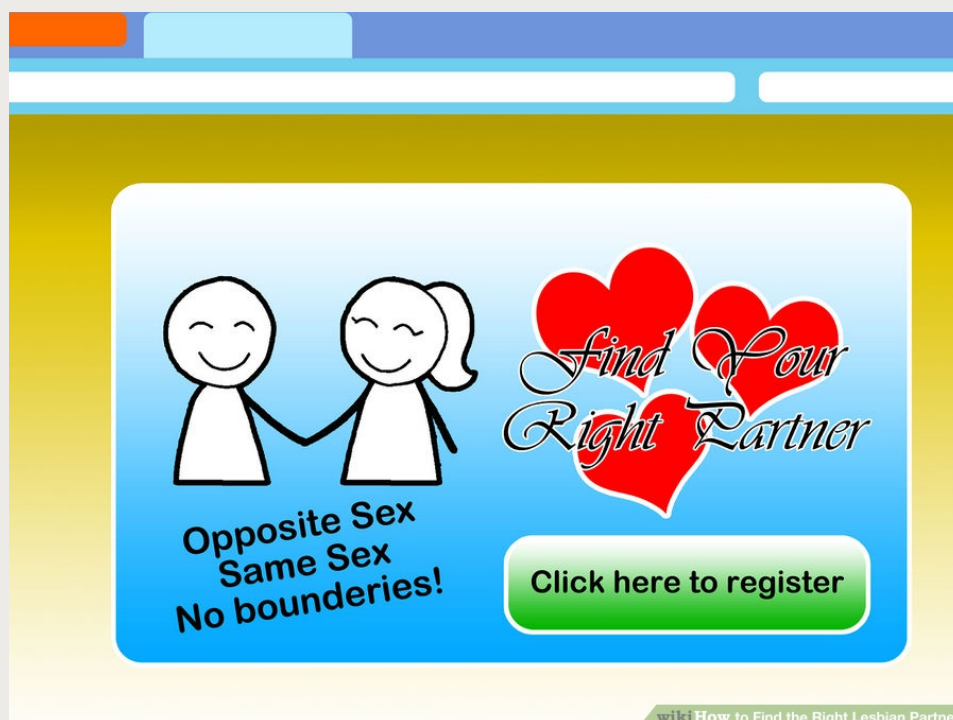 Find Your
Right Partner
Opposite Sex
Same Sex
No bounderies!
Click here to register
wikiHow to Find the Right Lesbian Partne